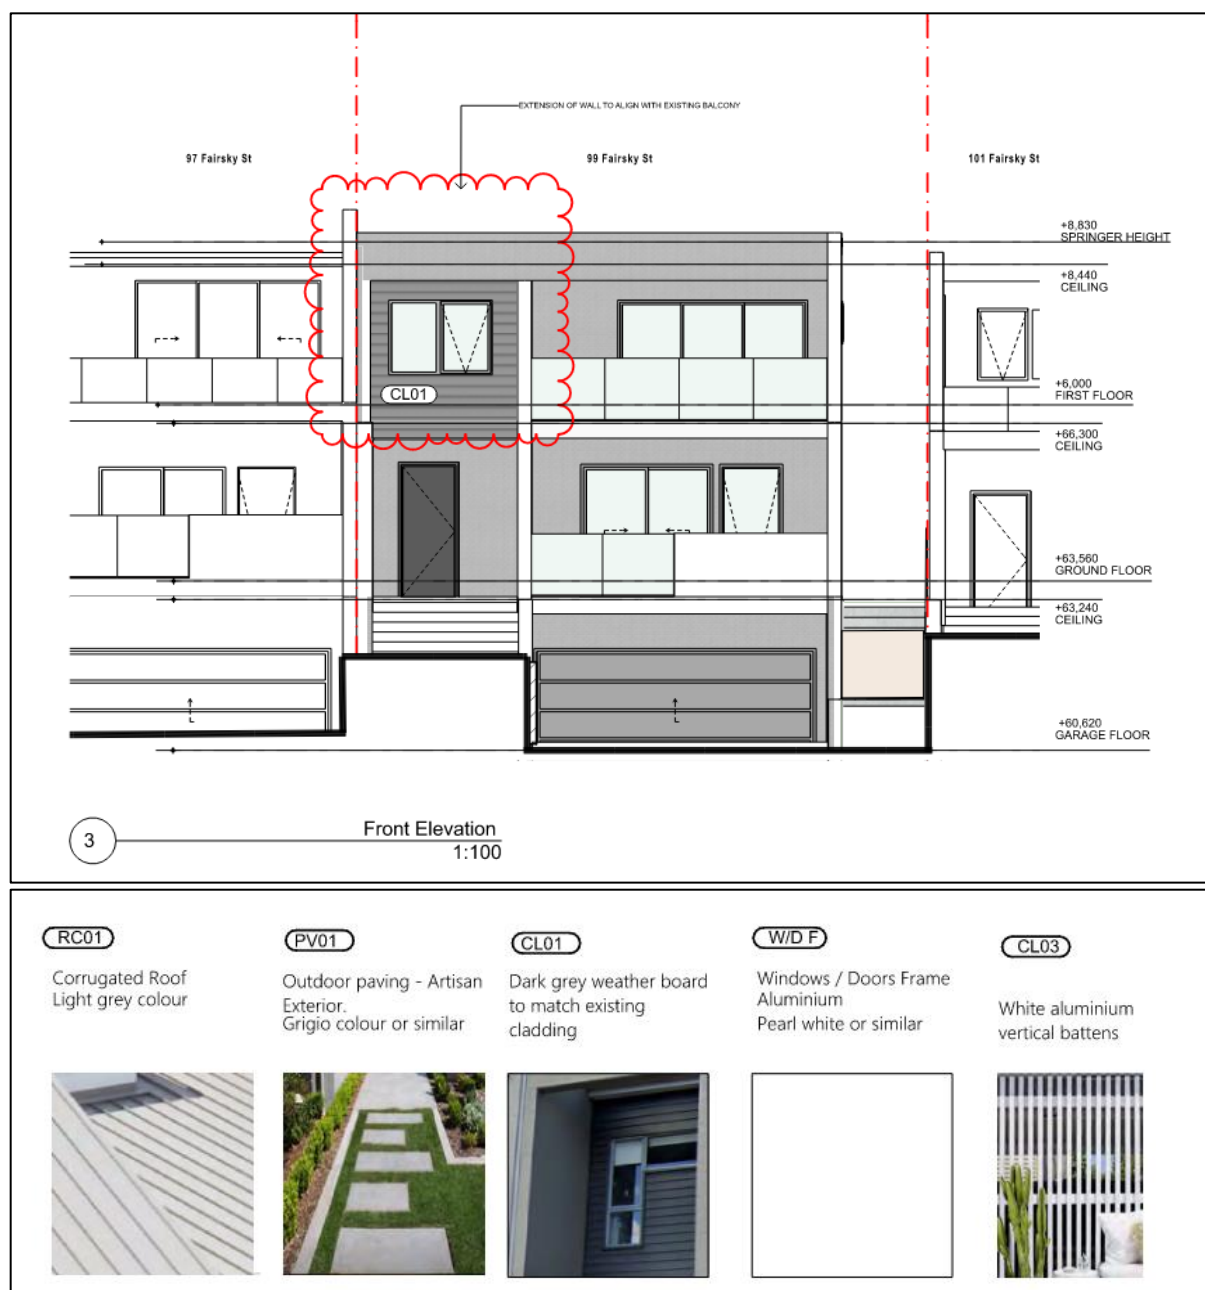 EXTENSION OF WALL TO ALIGN WITH EXISTING BALCONY
97 Fairsky St
99 Fairsky St
101 Fairsky St
+8,830
SPRINGER HEIGHT
+8,440
CEILING
CL01
+6,000
FIRST FLOOR
+66,300
CEILING
+63,560
GROUND FLOOR
+63,240
CEILING
+60,620
GARAGE FLOOR
3
Front Elevation
1:100
RC01
Corrugated Roof
Light grey colour
PV01
Outdoor paving - Artisan
Exterior.
Grigio colour or similar
CL01
Dark grey weather board
to match existing
cladding
W/D F
Windows / Doors Frame
Aluminium
Pearl white or similar
CL03
White aluminium
vertical battens